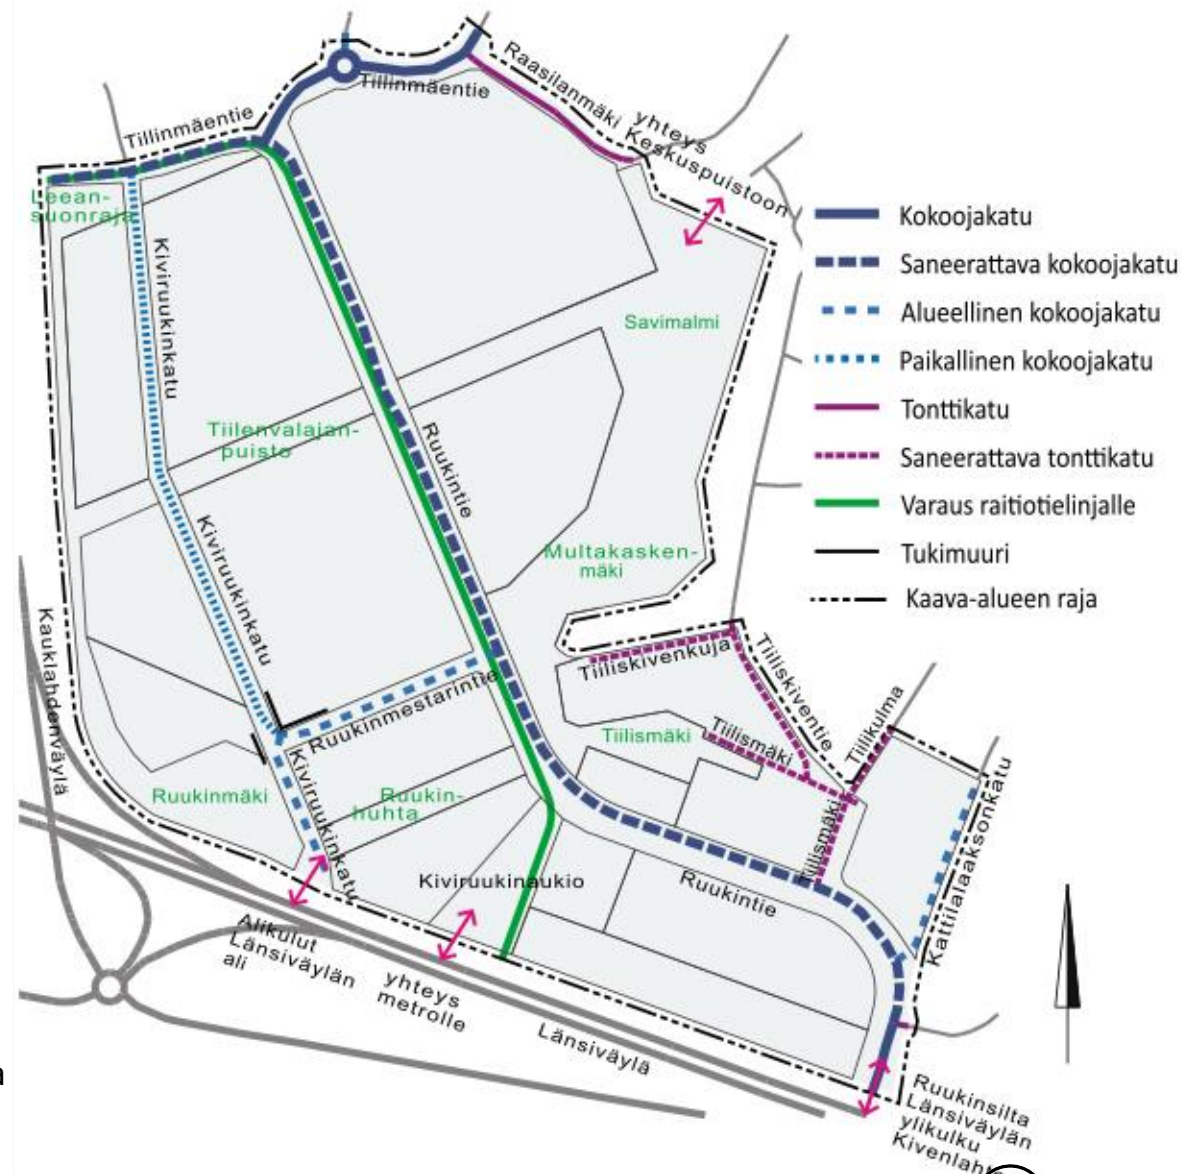 Tillinmäentie
Tillinmäentie
Raasilanmäki
yhteys
Keskuspuistoon
Leean-
suonraja
Kiviruukinkatu
Savimalmi
Tiilenvalajan-
puisto
Ruukintie
Kiviruukinkatu
Multakasken-
mäki
Kauklahdenväylä
Ruukinmestarintie
Tiiliskivenkuja
Tiiliskiventie
Tiilismäki
Tiilismäki
Tiilikulma
Tiilismäki
Kattilalaaksonkatu
Ruukinmäki
Kiviruukinkatu
Ruukin-
huhta
Kiviruukinaukio
Ruukintie
Alikulut
Länsiväylän
ali
yhteys
metrolle
Länsiväylä
Ruukinsilta
Länsiväylän
ylikulku
Kokoojakatu
Saneerattava kokoojakatu
Alueellinen kokoojakatu
Paikallinen kokoojakatu
Tonttikatu
Saneerattava tonttikatu
Varaus raitiotielinjalle
Tukimuuri
Kaava-alueen raja